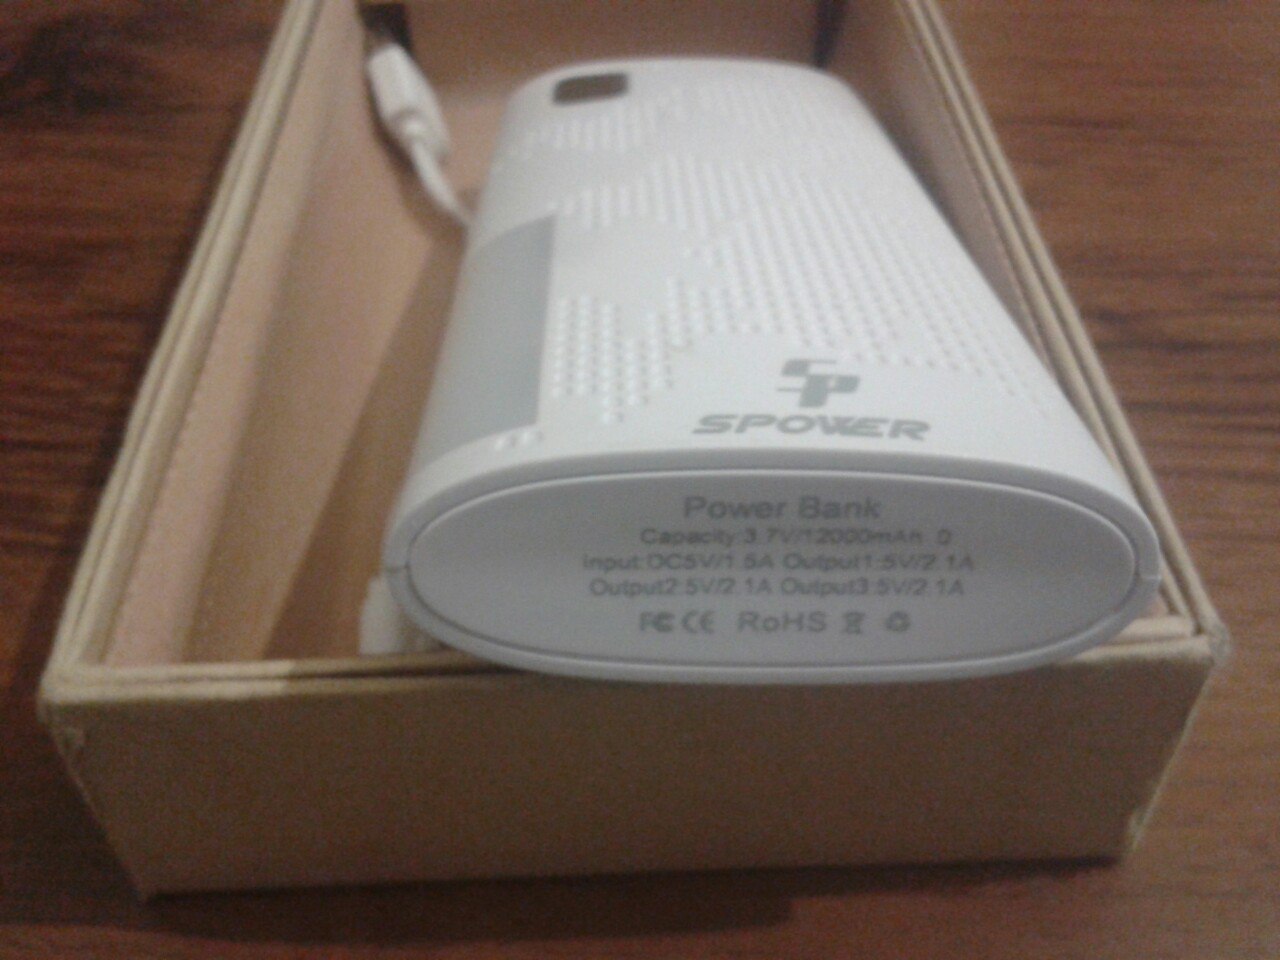 SP
SPOWER
Power Bank
Capacity:3.7V/12000mAh
Input:DC5V/1.5A Output1:5V/2.1A
Output2:5V/2.1A Output3:5V/2.1A
FC CE RoHS